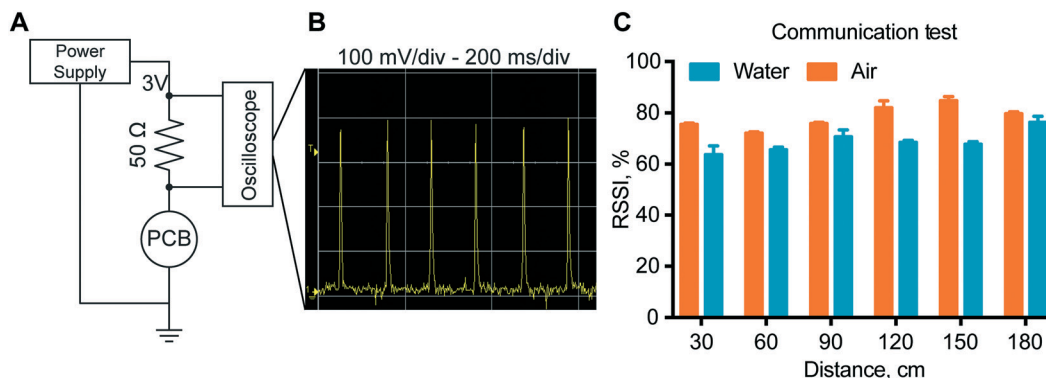 A
Power
Supply
3V
50 Ω
PCB
Oscilloscope
B
100 mV/div - 200 ms/div
T
C
Communication test
Water
Air
RSSI, %
100
80
60
40
20
0
30 60 90 120 150 180
Distance, cm